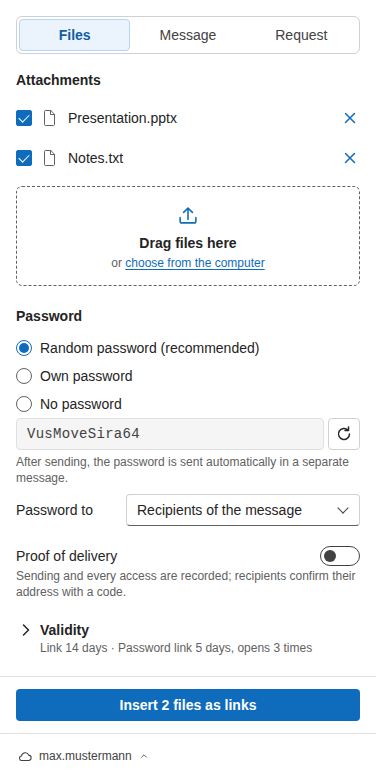 Files
Message
Request
Attachments
Presentation.pptx
Notes.txt
Drag files here
or choose from the computer
Password
Random password (recommended)
Own password
No password
VusMoveSira64
After sending, the password is sent automatically in a separate
message.
Password to
Recipients of the message
Proof of delivery
Sending and every access are recorded; recipients confirm their
address with a code.
Validity
Link 14 days · Password link 5 days, opens 3 times
Insert 2 files as links
max.mustermann